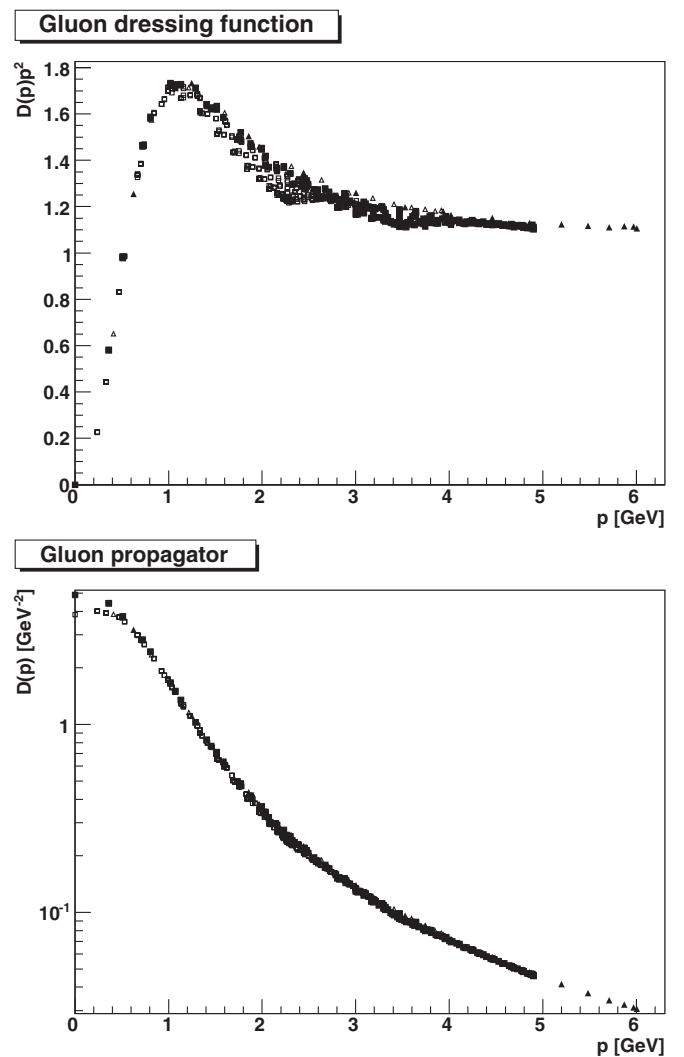 Gluon dressing function
D(p)p²
1.8
1.6
1.4
1.2
1
0.8
0.6
0.4
0.2
0
0 1 2 3 4 5 6
p [GeV]
Gluon propagator
D(p) [GeV⁻²]
1
10⁻¹
0 1 2 3 4 5 6
p [GeV]